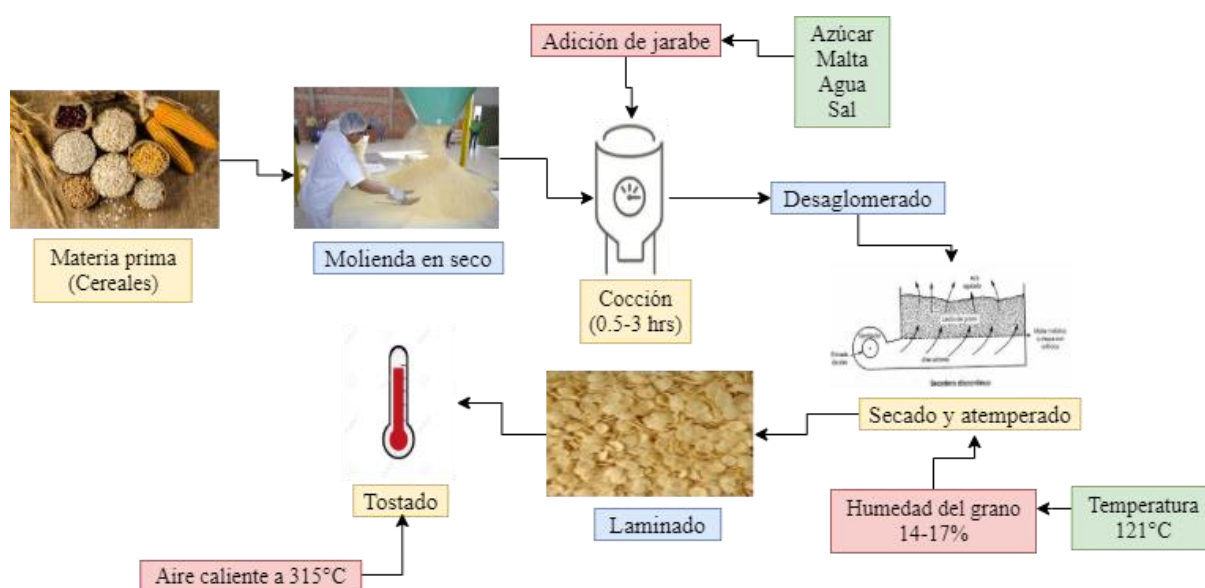 Adición de jarabe
Azúcar
Malta
Agua
Sal
Materia prima
(Cereales)
Molienda en seco
Cocción
(0.5-3 hrs)
Desaglomerado
Secado y atemperado
Humedad del grano
14-17%
Temperatura
121°C
Laminado
Tostado
Aire caliente a 315°C